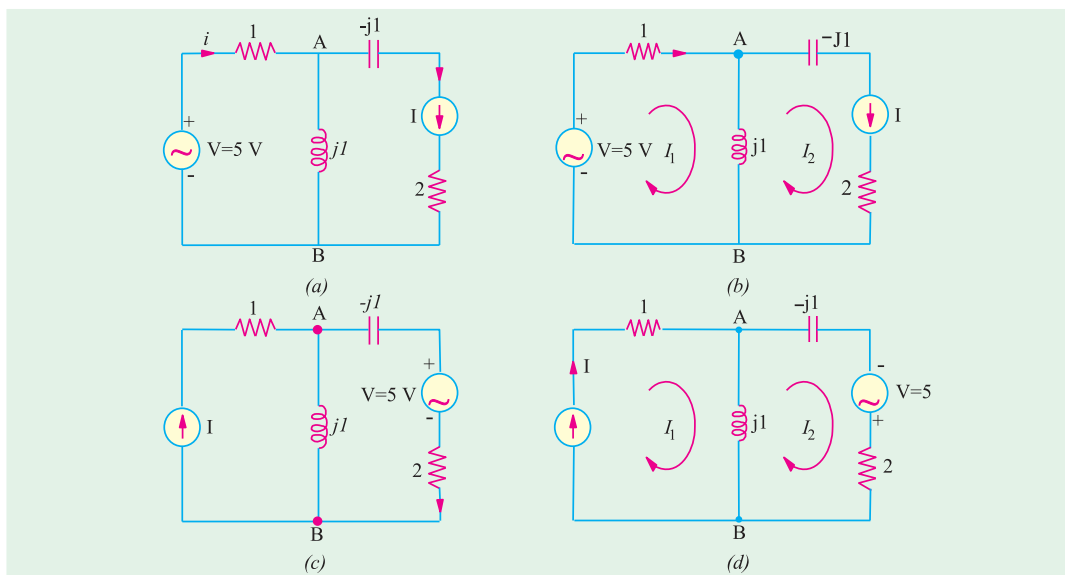 i
1
A
-j1
+
V=5 V
-
j1
I
2
B
(a)
1
A
-J1
+
V=5 V
-
I1
j1
I2
I
2
B
(b)
1
A
-j1
I
j1
+
V=5 V
-
2
B
(c)
1
A
-j1
I
I1
j1
I2
-
V=5
+
2
B
(d)